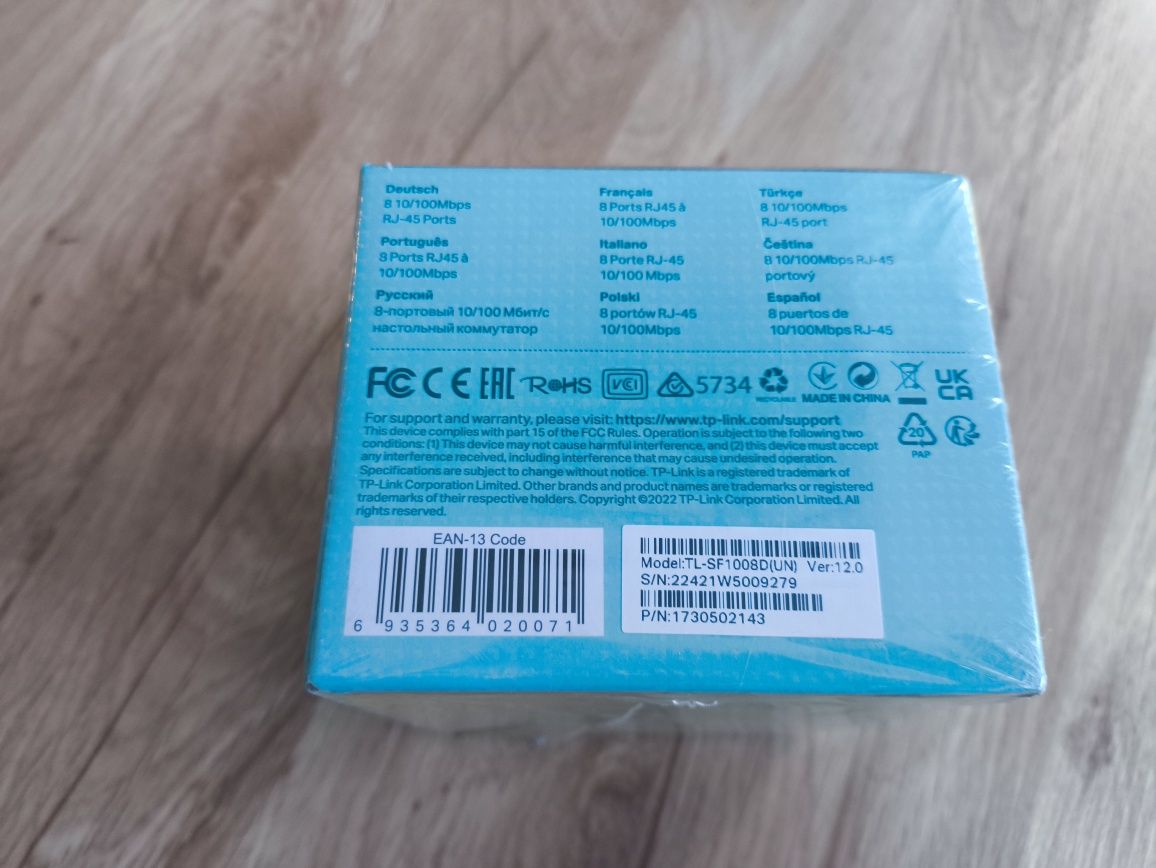 Deutsch
8 10/100Mbps
RJ-45 Ports
Français
8 Ports RJ45 à
10/100Mbps
Türkçe
8 10/100Mbps
RJ-45 port
Português
8 Ports RJ45 à
10/100Mbps
Italiano
8 Porte RJ-45
10/100 Mbps
Čeština
8 10/100Mbps RJ-45
portový
Русский
8-портовый 10/100 Мбит/с
настольный коммутатор
Polski
8 portów RJ-45
10/100Mbps
Español
8 puertos de
10/100Mbps RJ-45
FC CE EAC RoHS VCCI 5734 RECYCLABLE MADE IN CHINA UK CA
For support and warranty, please visit: https://www.tp-link.com/support
This device complies with part 15 of the FCC Rules. Operation is subject to the following two
conditions: (1) This device may not cause harmful interference, and (2) this device must accept
any interference received, including interference that may cause undesired operation.
Specifications are subject to change without notice. TP-Link is a registered trademark of
TP-Link Corporation Limited. Other brands and product names are trademarks or registered
trademarks of their respective holders. Copyright ©2022 TP-Link Corporation Limited. All
rights reserved.
20
PAP
EAN-13 Code
6 935364 020071
Model:TL-SF1008D(UN) Ver:12.0
S/N:22421W5009279
P/N:1730502143